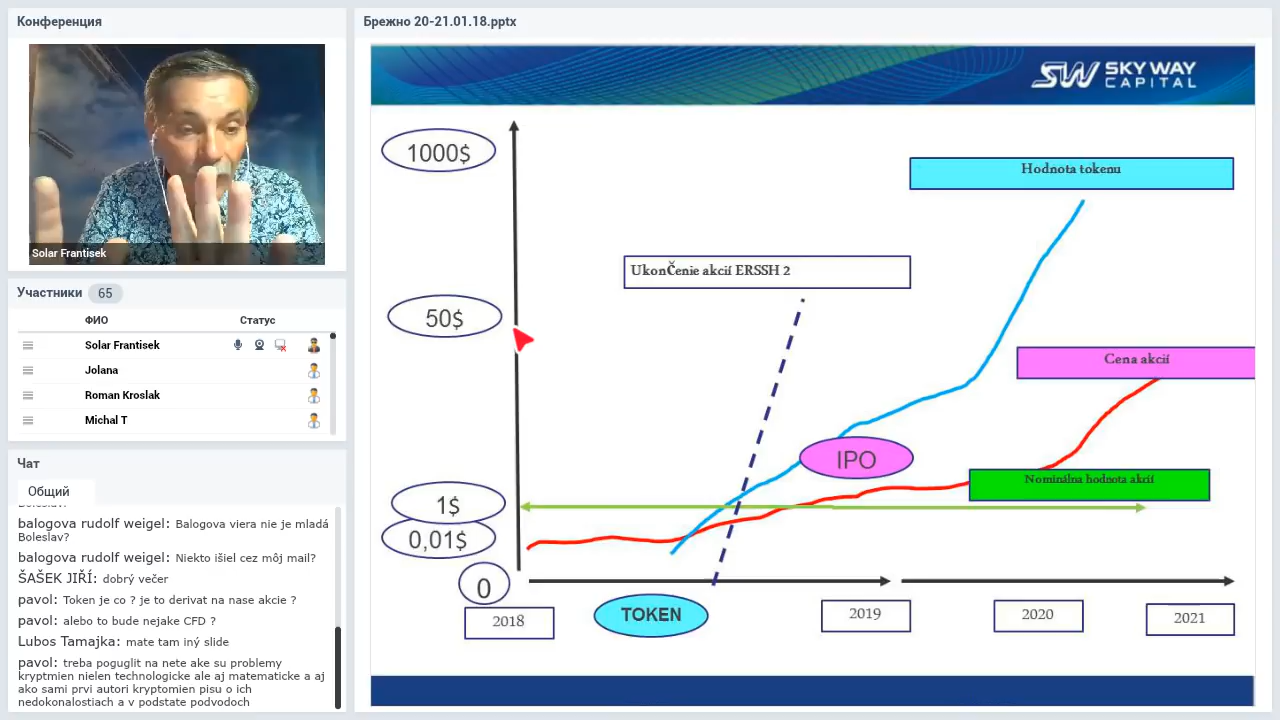 Конференция
Solar Frantisek
Участники 65
ФИО Статус
Solar Frantisek
Jolana
Roman Kroslak
Michal T
Чат
Общий
balogova rudolf weigel: Balogova viera nie je mladá
Boleslav?
balogova rudolf weigel: Niekto išiel cez môj mail?
ŠAŠEK JIŘÍ: dobrý večer
pavol: Token je co ? je to derivat na nase akcie ?
pavol: alebo to bude nejake CFD ?
Lubos Tamajka: mate tam iný slide
pavol: treba poguglit na nete ake su problemy
kryptmien nielen technologicke ale aj matematicke a aj
ako sami prvi autori kryptomien pisu o ich
nedokonalostiach a v podstate podvodoch
Брежно 20-21.01.18.pptx
SW SKY WAY
CAPITAL
1000$
Hodnota tokenu
UkonČenie akcií ERSSH 2
50$
Cena akcií
IPO
Nominálna hodnota akcií
1$
0,01$
0
TOKEN
2018
2019
2020
2021